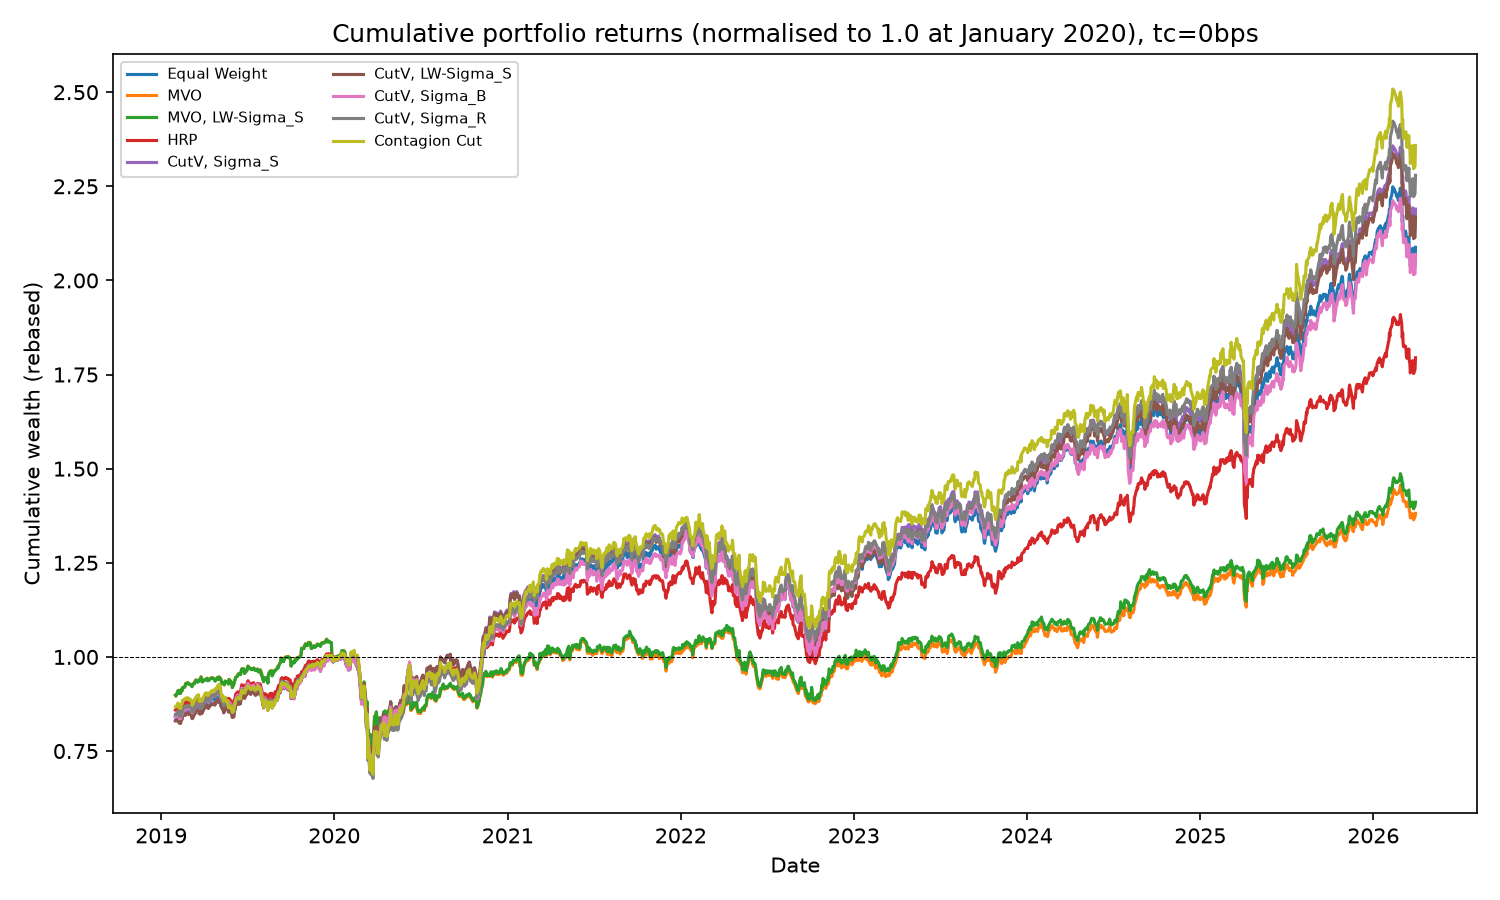 Cumulative portfolio returns (normalised to 1.0 at January 2020), tc=0bps
Equal Weight
MVO
MVO, LW-Sigma_S
HRP
CutV, Sigma_S
CutV, LW-Sigma_S
CutV, Sigma_B
CutV, Sigma_R
Contagion Cut
Cumulative wealth (rebased)
2.50
2.25
2.00
1.75
1.50
1.25
1.00
0.75
2019 2020 2021 2022 2023 2024 2025 2026
Date